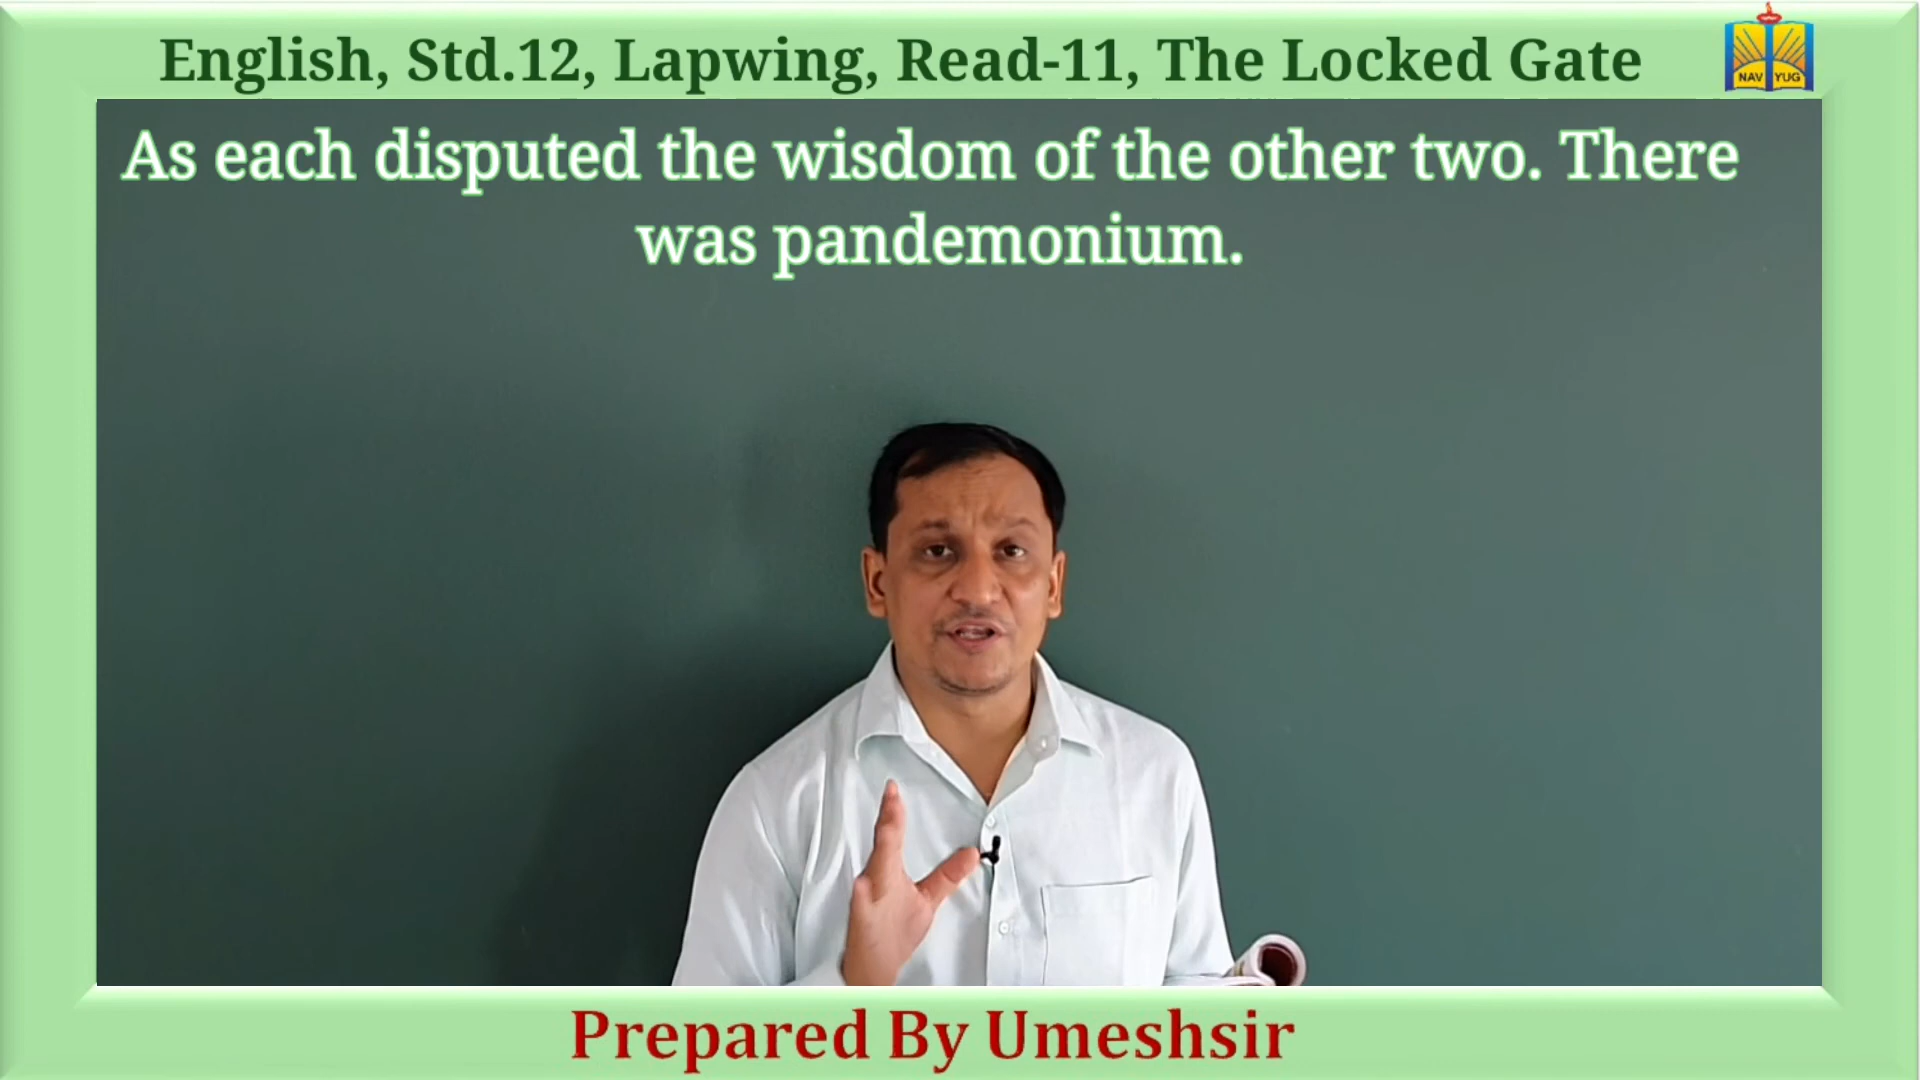 English, Std.12, Lapwing, Read-11, The Locked Gate
NAV YUG
As each disputed the wisdom of the other two. There
was pandemonium.
Prepared By Umeshsir